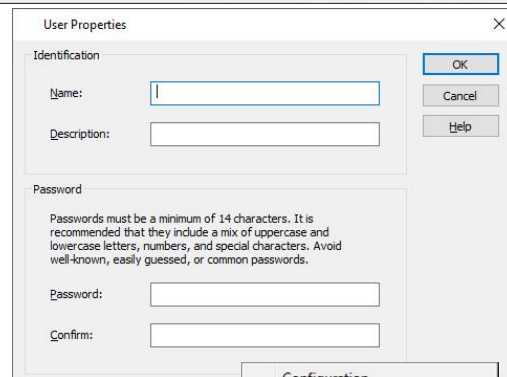 User Properties
Identification
OK
Name:
Cancel
Description:
Help
Password
Passwords must be a minimum of 14 characters. It is
recommended that they include a mix of uppercase and
lowercase letters, numbers, and special characters. Avoid
well-known, easily guessed, or common passwords.
Password:
Confirm:
Configuration